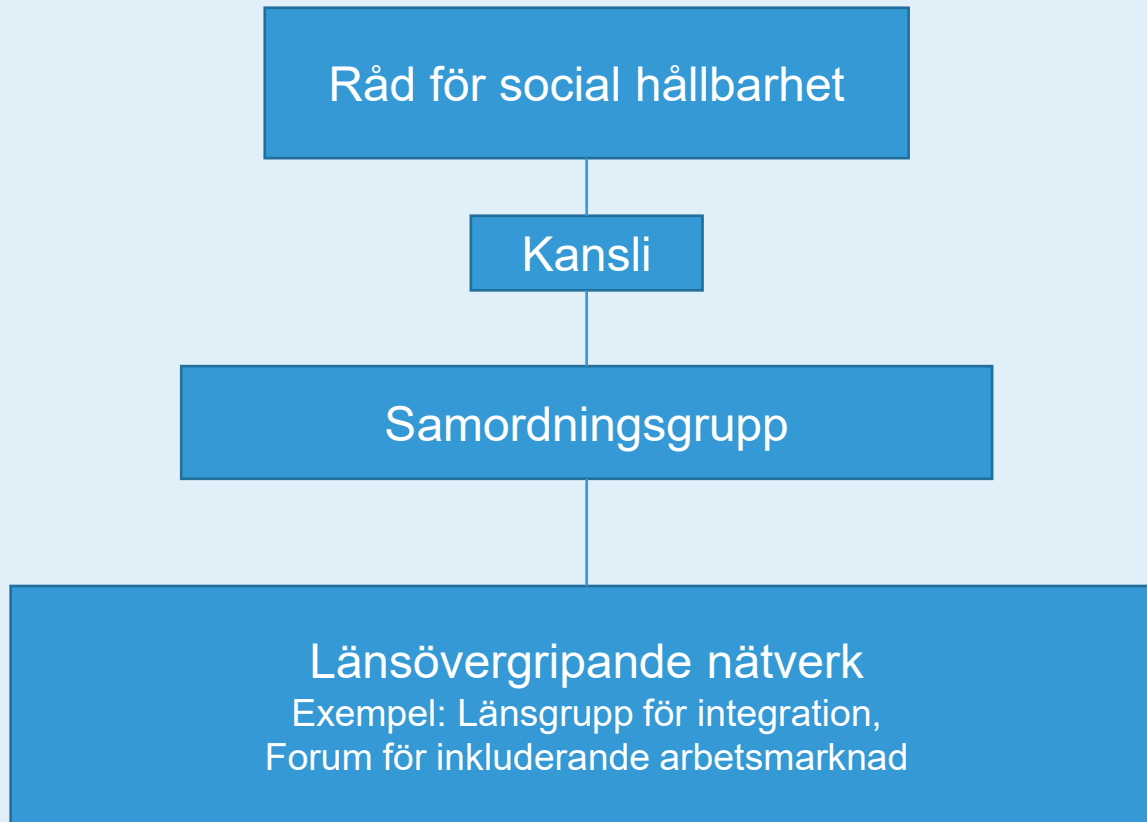 Råd för social hållbarhet
Kansli
Samordningsgrupp
Länsövergripande nätverk
Exempel: Länsgrupp för integration,
Forum för inkluderande arbetsmarknad